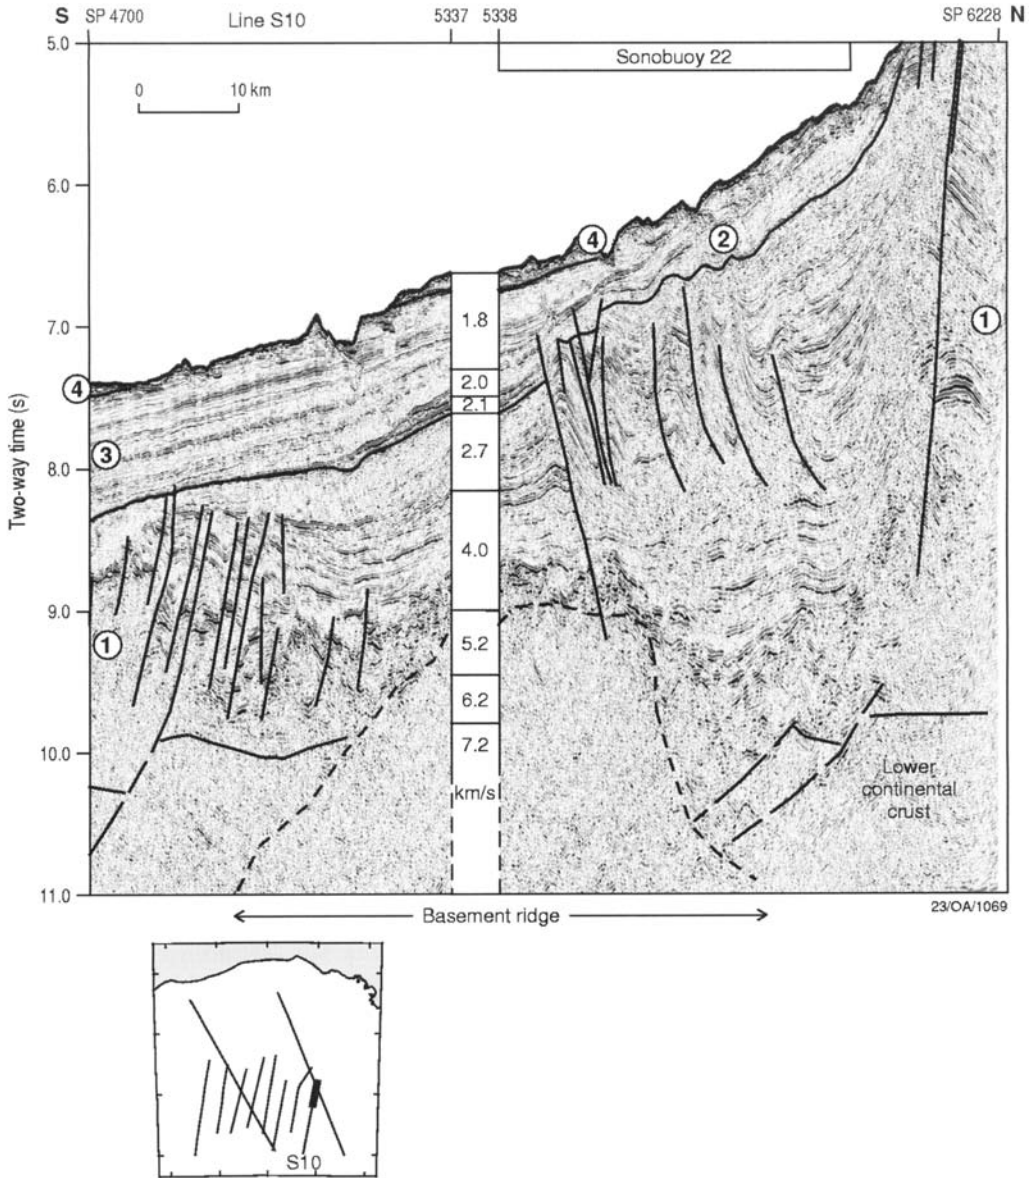 S SP 4700 Line S10 5337 5338 SP 6228 N
5.0
Sonobuoy 22
0 10 km
6.0
4 2
7.0
1.8
1
2.0
4
2.1
Two-way time (s)
3
8.0
2.7
4.0
9.0
1
5.2
6.2
10.0
7.2
Lower
continental
crust
km/s
11.0
23/OA/1069
Basement ridge
S10